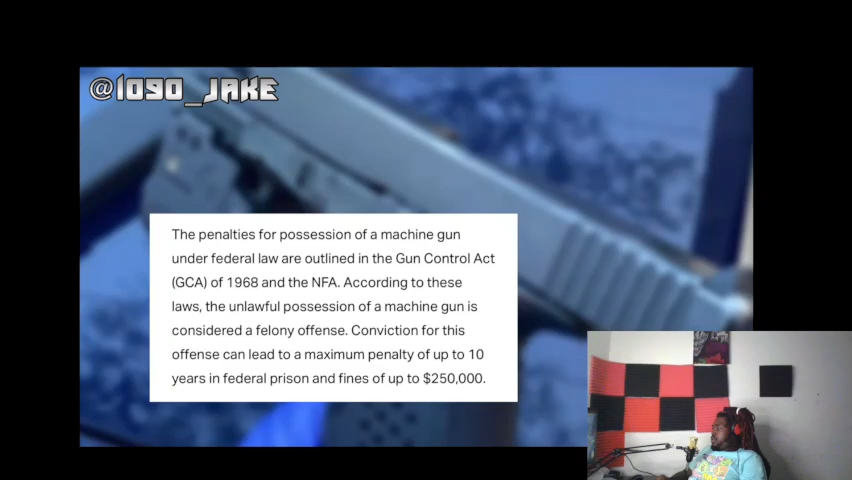 @1090_JAKE
The penalties for possession of a machine gun
under federal law are outlined in the Gun Control Act
(GCA) of 1968 and the NFA. According to these
laws, the unlawful possession of a machine gun is
considered a felony offense. Conviction for this
offense can lead to a maximum penalty of up to 10
years in federal prison and fines of up to $250,000.